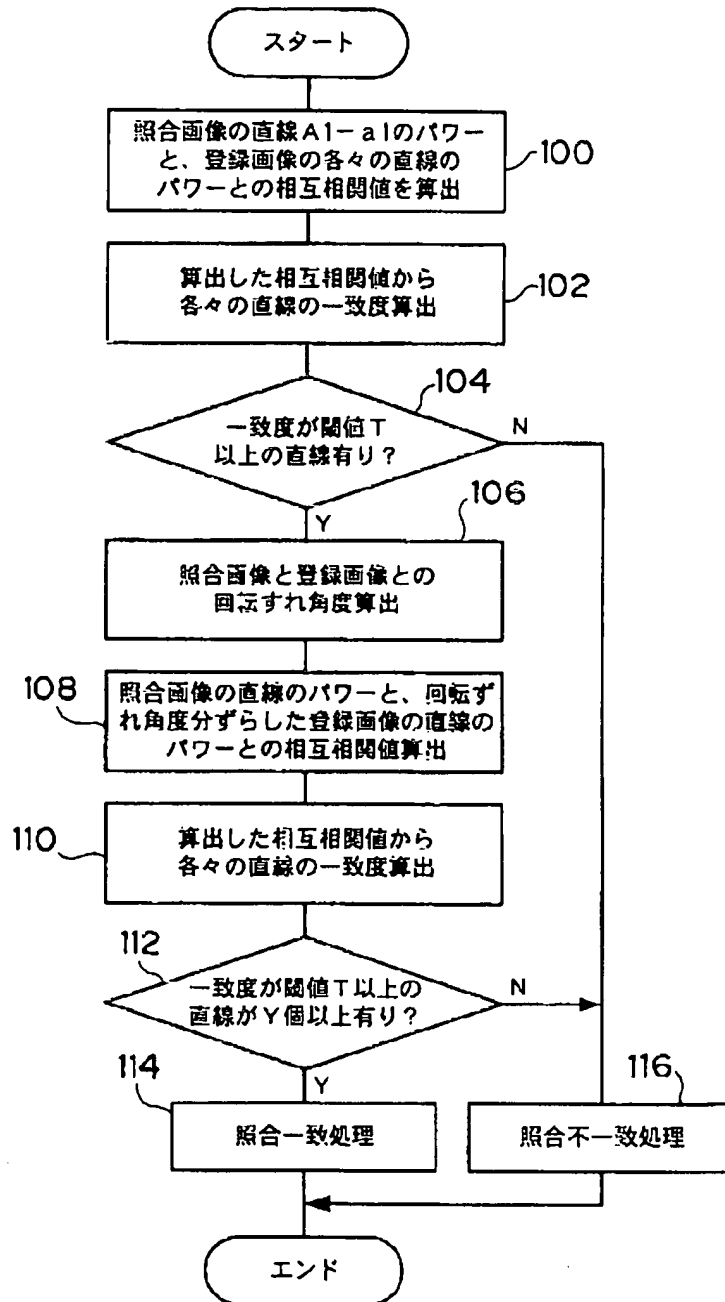 スタート
照合画像の直線A1-a1のパワー
と、登録画像の各々の直線の
パワーとの相互相関値を算出
100
算出した相互相関値から
各々の直線の一致度算出
102
104
一致度が閾値T
以上の直線有り？
N
Y
106
照合画像と登録画像との
回転ずれ角度算出
108
照合画像の直線のパワーと、回転ず
れ角度分ずらした登録画像の直線の
パワーとの相互相関値算出
110
算出した相互相関値から
各々の直線の一致度算出
112
一致度が閾値T以上の
直線がY個以上有り？
N
Y
114
照合一致処理
116
照合不一致処理
エンド